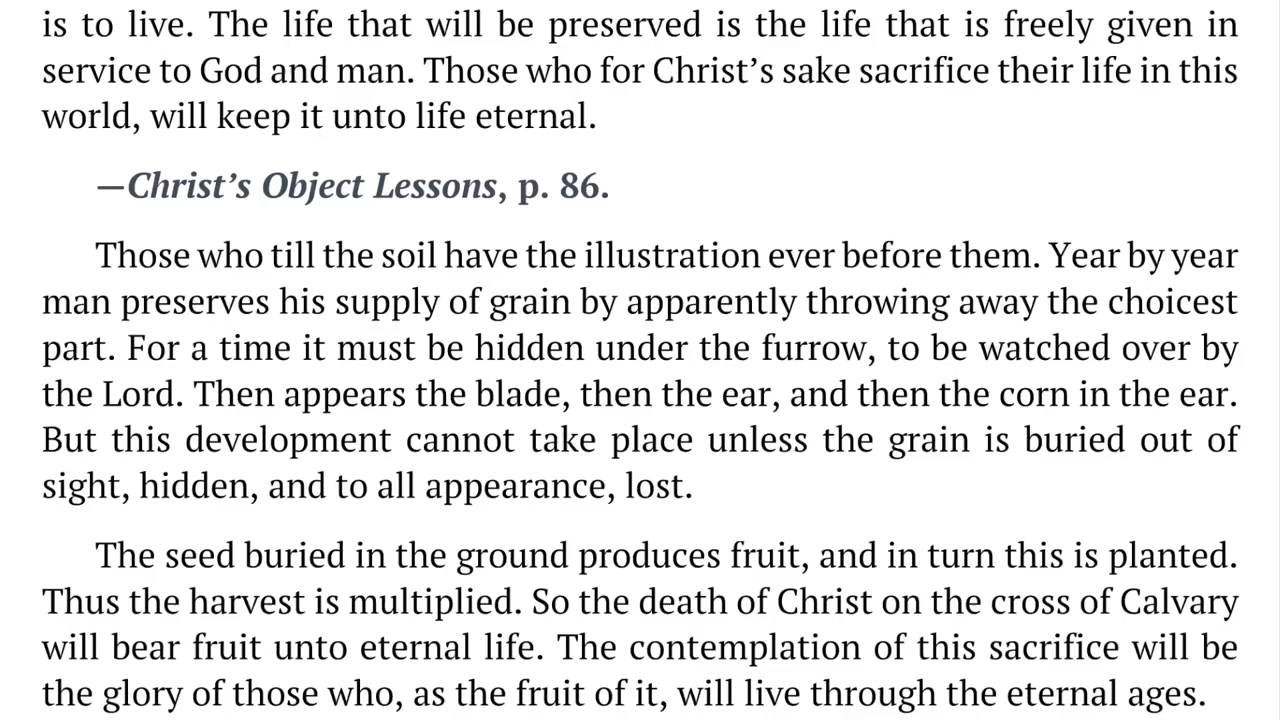 is to live. The life that will be preserved is the life that is freely given in
service to God and man. Those who for Christ’s sake sacrifice their life in this
world, will keep it unto life eternal.
—Christ’s Object Lessons, p. 86.
Those who till the soil have the illustration ever before them. Year by year
man preserves his supply of grain by apparently throwing away the choicest
part. For a time it must be hidden under the furrow, to be watched over by
the Lord. Then appears the blade, then the ear, and then the corn in the ear.
But this development cannot take place unless the grain is buried out of
sight, hidden, and to all appearance, lost.
The seed buried in the ground produces fruit, and in turn this is planted.
Thus the harvest is multiplied. So the death of Christ on the cross of Calvary
will bear fruit unto eternal life. The contemplation of this sacrifice will be
the glory of those who, as the fruit of it, will live through the eternal ages.